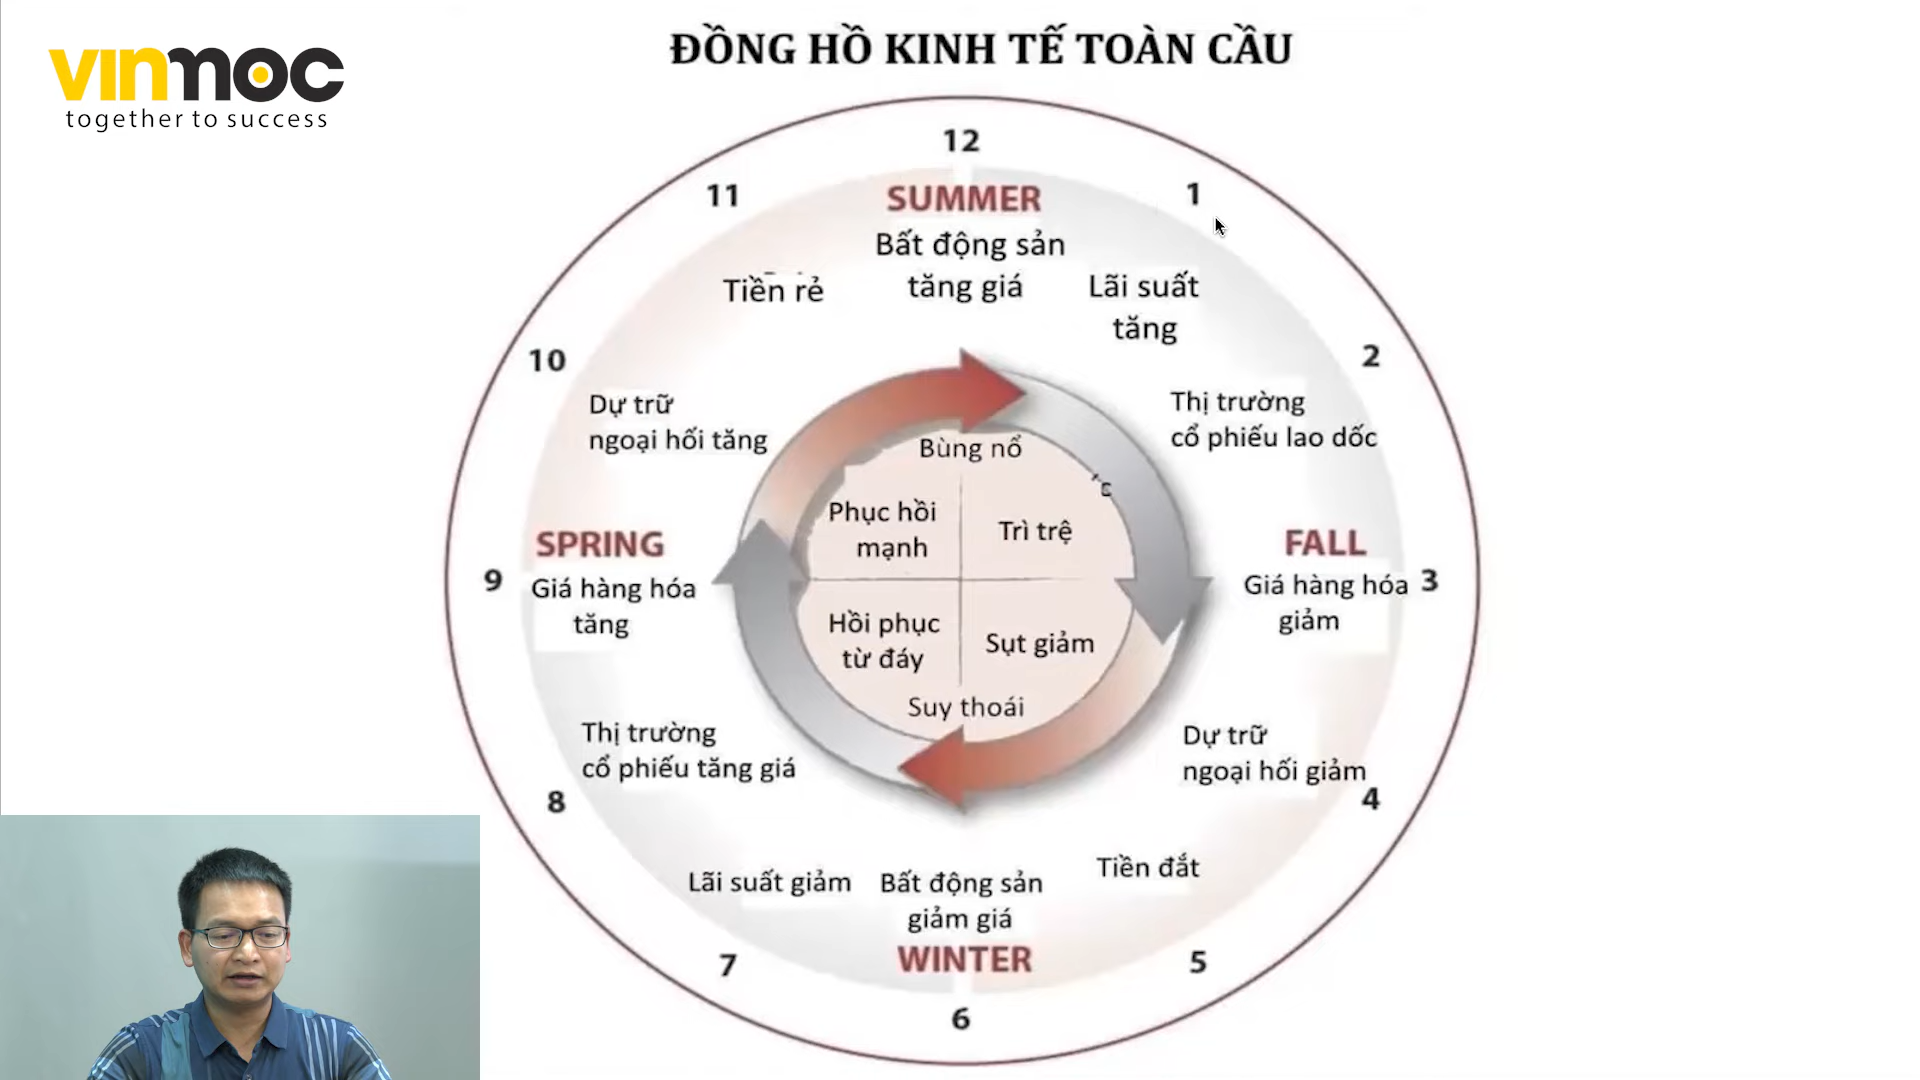 ĐỒNG HỒ KINH TẾ TOÀN CẦU
vinmoc
together to success
12
11
1
SUMMER
Bất động sản
tăng giá
Tiền rẻ
Lãi suất
tăng
10
2
Dự trữ
ngoại hối tăng
Thị trường
cổ phiếu lao dốc
Bùng nổ
Phục hồi
mạnh
Trì trệ
SPRING
9
Giá hàng hóa
tăng
FALL
Giá hàng hóa
giảm
3
Hồi phục
từ đáy
Sụt giảm
Suy thoái
Thị trường
cổ phiếu tăng giá
Dự trữ
ngoại hối giảm
8
4
Lãi suất giảm
Bất động sản
giảm giá
Tiền đắt
WINTER
7
5
6